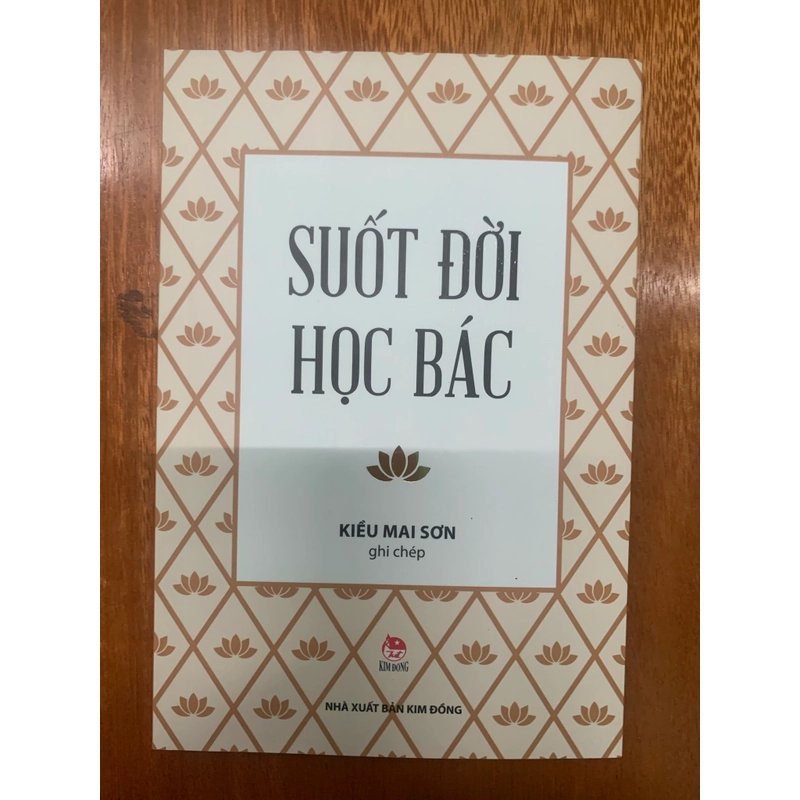 SUỐT ĐỜI
HỌC BÁC
KIỀU MAI SƠN
ghi chép
KIM ĐỒNG
NHÀ XUẤT BẢN KIM ĐỒNG